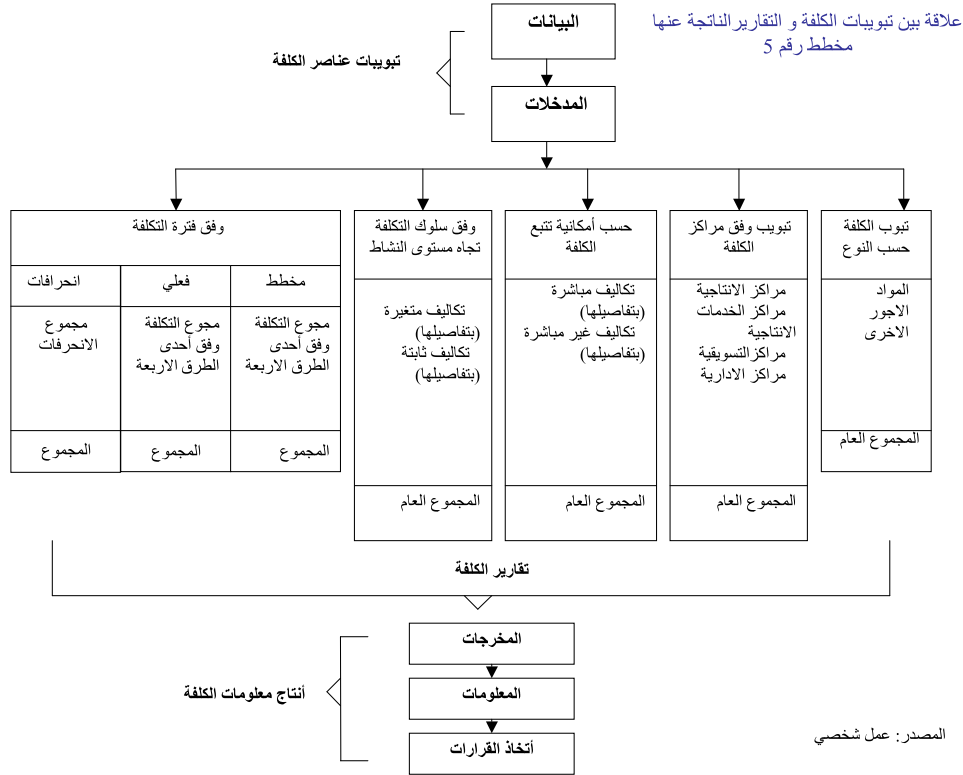 علاقة بين تبويبات الكلفة و التقارير الناتجة عنها
مخطط رقم 5
البيانات
تبويبات عناصر الكلفة
المدخلات
تبوب الكلفة
حسب النوع
المواد
الاجور
الاخرى
المجموع العام
تبويب وفق مراكز
الكلفة
مراكز الانتاجية
مراكز الخدمات
الانتاجية
مراكز التسويقية
مراكز الادارية
المجموع العام
حسب أمكانية تتبع
الكلفة
تكاليف مباشرة
(بتفاصيلها)
تكاليف غير مباشرة
(بتفاصيلها)
المجموع العام
وفق سلوك التكلفة
تجاه مستوى النشاط
تكاليف متغيرة
(بتفاصيلها)
تكاليف ثابتة
(بتفاصيلها)
المجموع العام
وفق فترة التكلفة
مخطط
مجوع التكلفة
وفق أحدى
الطرق الاربعة
المجموع
فعلي
مجوع التكلفة
وفق أحدى
الطرق الاربعة
المجموع
انحرافات
مجموع
الانحرفات
المجموع
تقارير الكلفة
المخرجات
المعلومات
أنتاج معلومات الكلفة
أتخاذ القرارات
المصدر: عمل شخصي